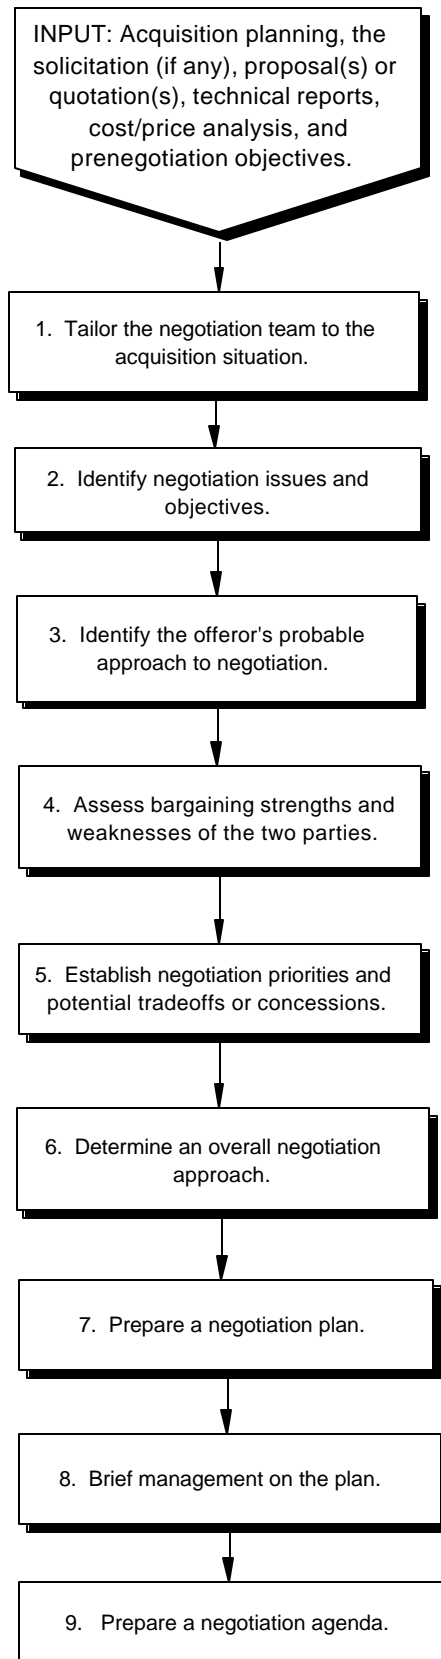 INPUT: Acquisition planning, the
solicitation (if any), proposal(s) or
quotation(s), technical reports,
cost/price analysis, and
prenegotiation objectives.
1. Tailor the negotiation team to the
acquisition situation.
2. Identify negotiation issues and
objectives.
3. Identify the offeror's probable
approach to negotiation.
4. Assess bargaining strengths and
weaknesses of the two parties.
5. Establish negotiation priorities and
potential tradeoffs or concessions.
6. Determine an overall negotiation
approach.
7. Prepare a negotiation plan.
8. Brief management on the plan.
9. Prepare a negotiation agenda.